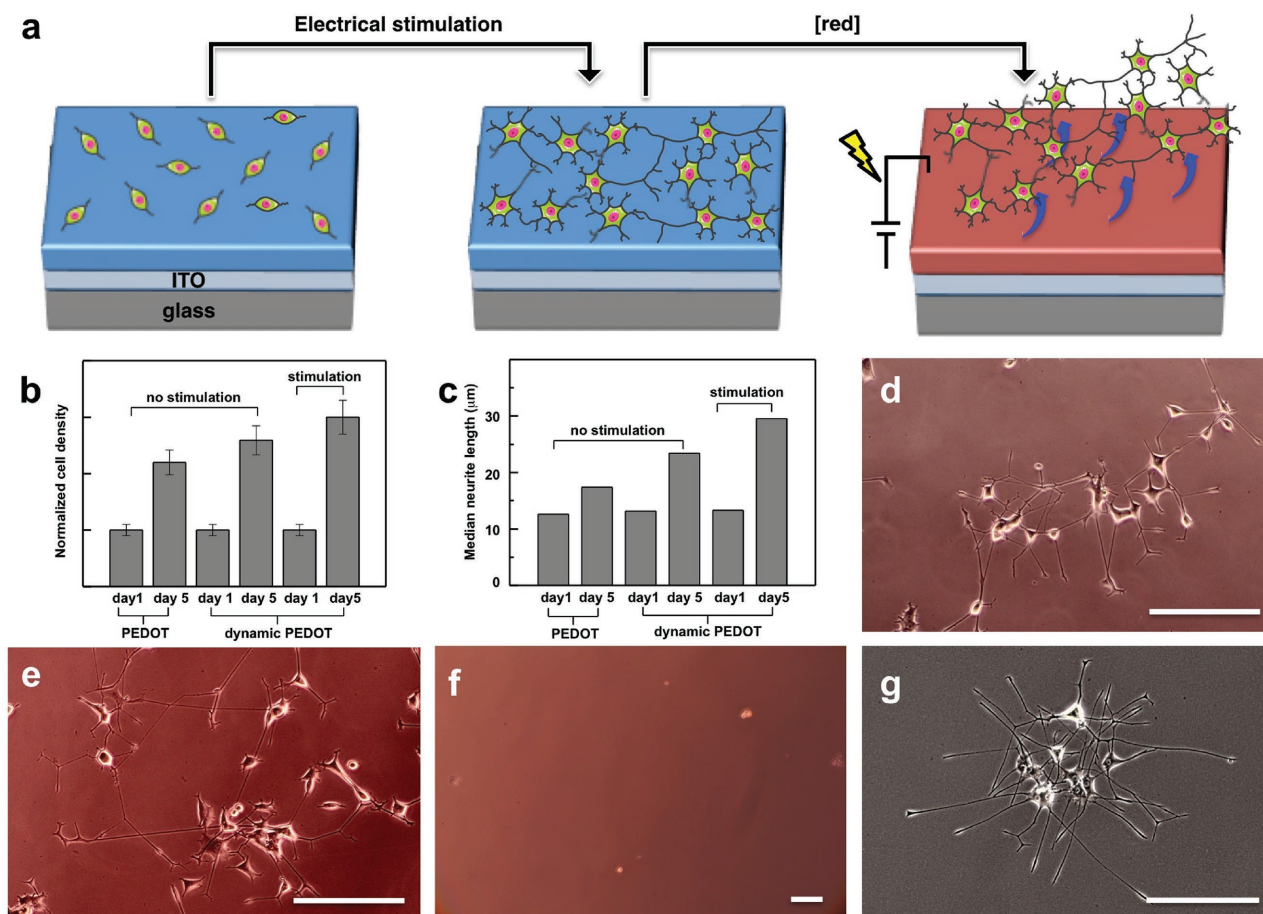 a
Electrical stimulation
[red]
ITO
glass
b
no stimulation
stimulation
Normalized cell density
day1 day 5 day 1 day 5 day 1 day5
PEDOT
dynamic PEDOT
c
Median neurite length (μm)
30
20
10
0
no stimulation
stimulation
day1 day 5 day1 day 5 day1 day5
PEDOT
dynamic PEDOT
d
e
f
g